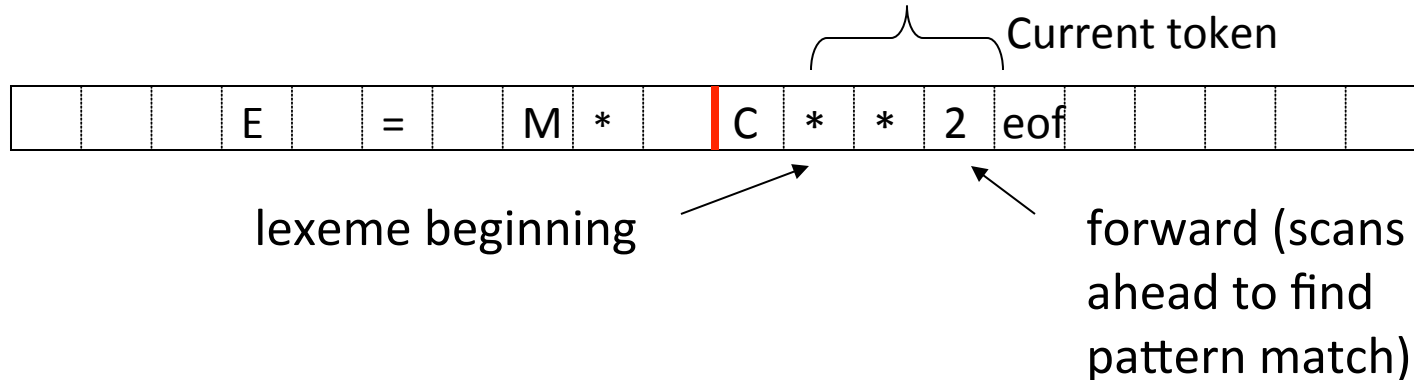 Current token
E = M * C * * 2 eof
lexeme beginning
forward (scans
ahead to find
pattern match)